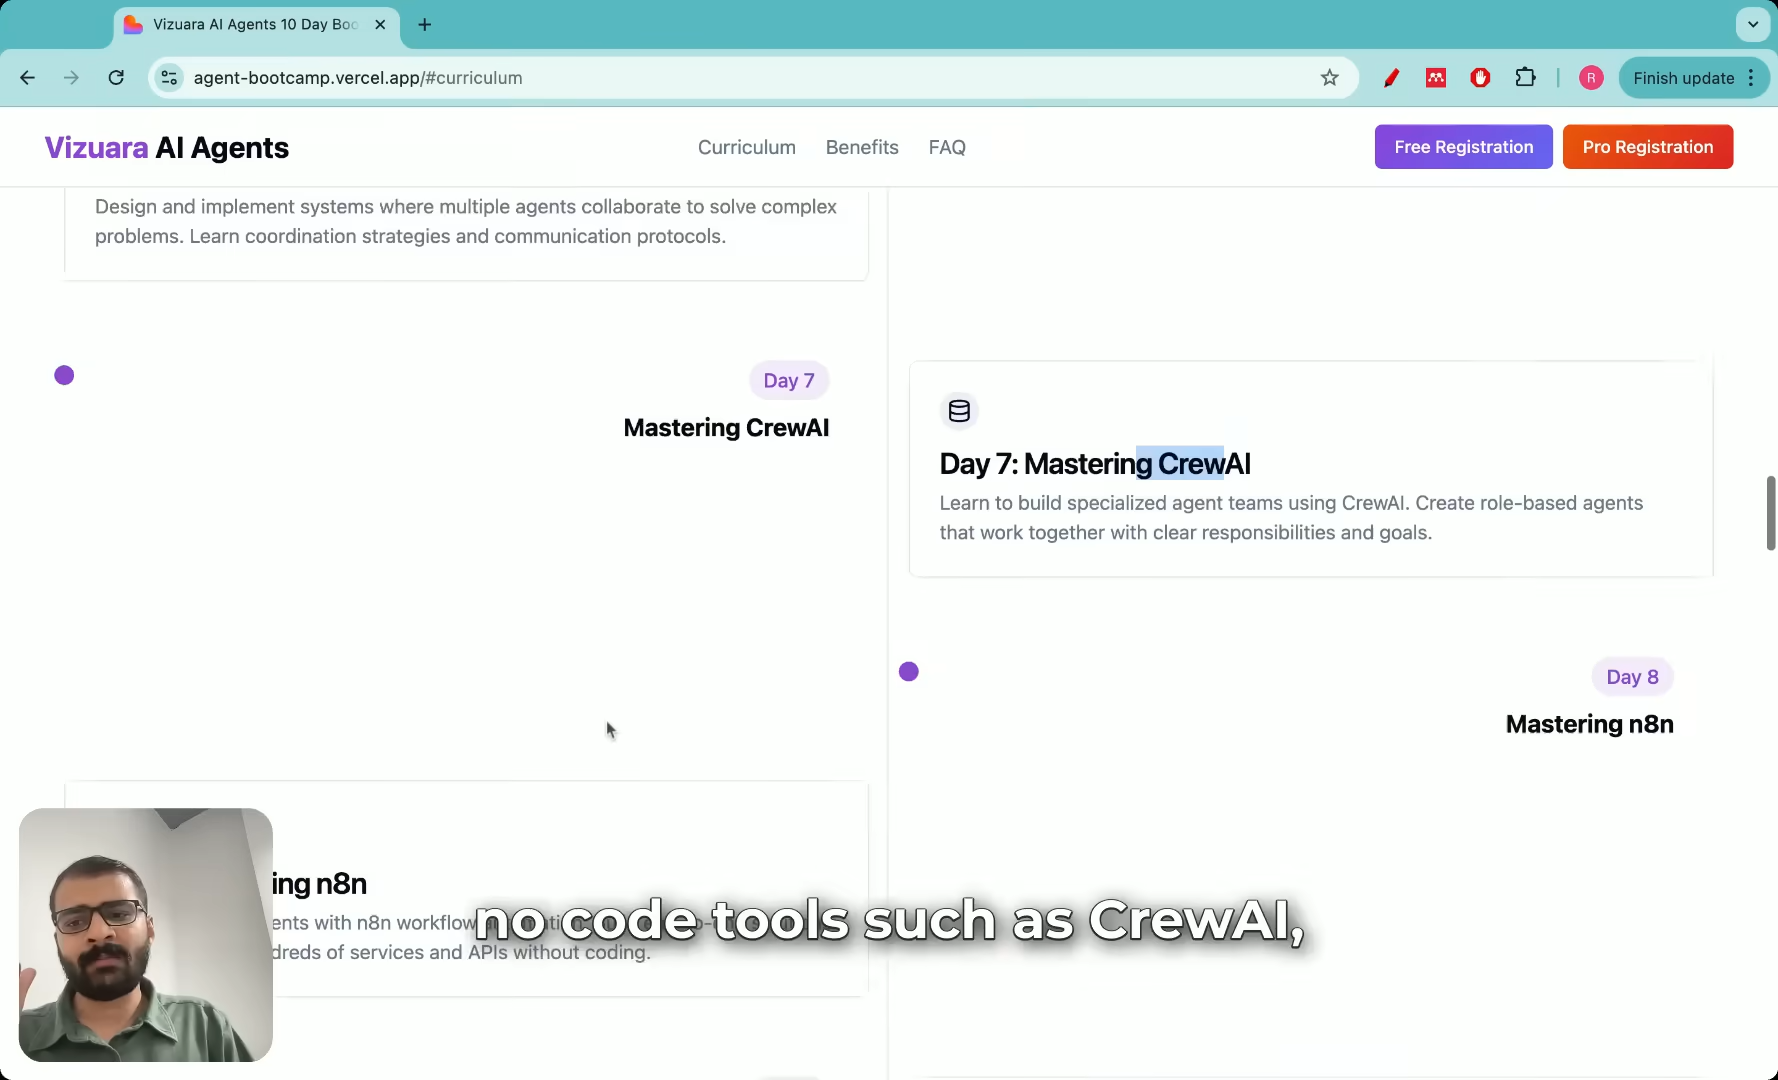 Vizuara AI Agents 10 Day Boo
agent-bootcamp.vercel.app/#curriculum
R
Finish update
Vizuara AI Agents
Curriculum
Benefits
FAQ
Free Registration
Pro Registration
Design and implement systems where multiple agents collaborate to solve complex
problems. Learn coordination strategies and communication protocols.
Day 7
Mastering CrewAI
Day 7: Mastering CrewAI
Learn to build specialized agent teams using CrewAI. Create role-based agents
that work together with clear responsibilities and goals.
Day 8
Mastering n8n
ing n8n
ents with n8n workflow
dreds of services and APIs without coding.
no code tools such as CrewAI,